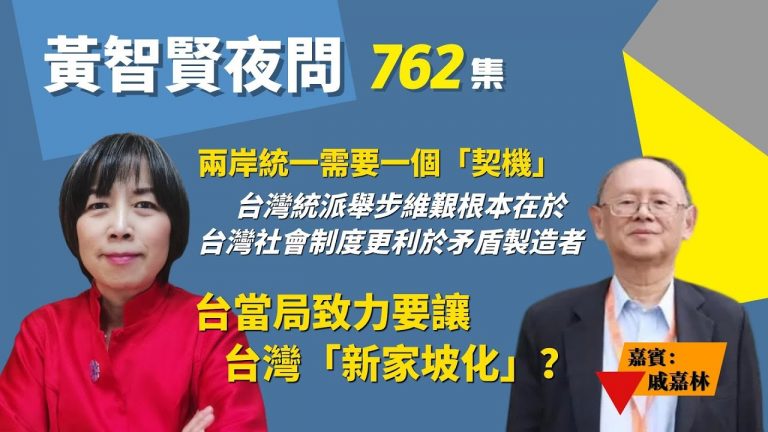 黃智賢夜問 762集
兩岸統一需要一個「契機」
台灣統派舉步維艱根本在於
台灣社會制度更利於矛盾製造者
台當局致力要讓
台灣「新家坡化」？
嘉賓：
戚嘉林